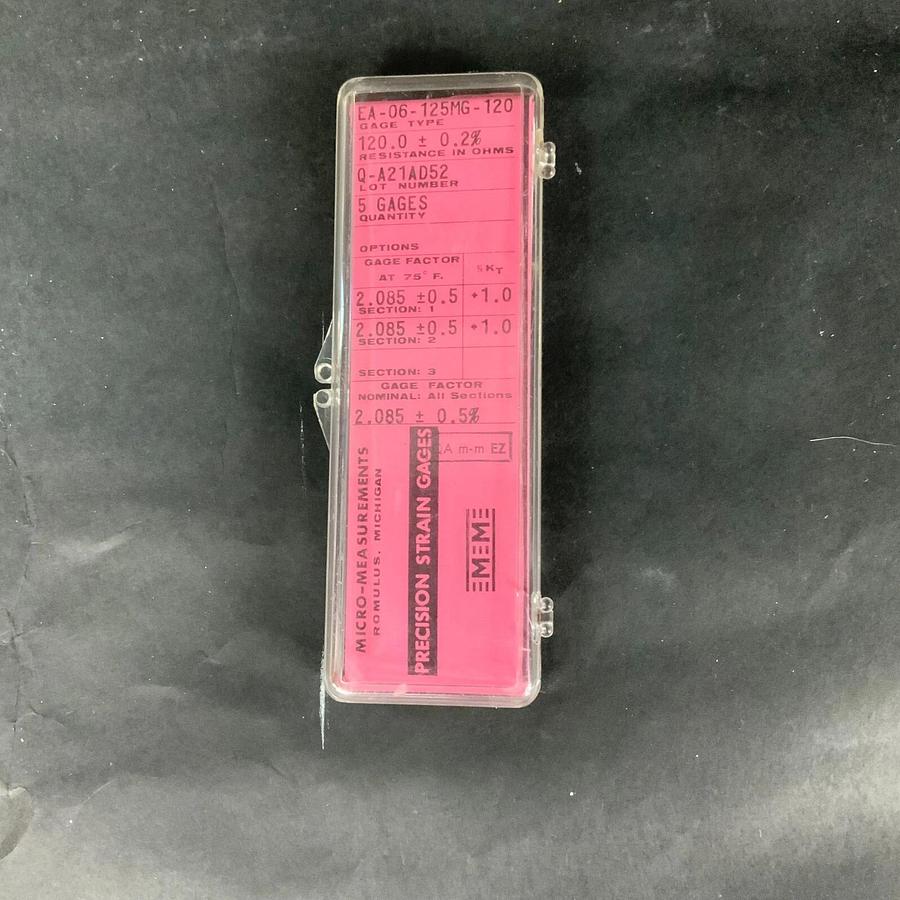 EA-06-125MG-120
GAGE TYPE
120.0 ± 0.2%
RESISTANCE IN OHMS
Q-A21AD52
LOT NUMBER
5 GAGES
QUANTITY
OPTIONS
GAGE FACTOR
AT 75° F.
%KT
2.085 ±0.5 +1.0
SECTION: 1
2.085 ±0.5 +1.0
SECTION: 2
SECTION: 3
GAGE FACTOR
NOMINAL: All Sections
2.085 ± 0.5%
QA m-m EZ
MICRO-MEASUREMENTS
ROMULUS, MICHIGAN
PRECISION STRAIN GAGES
M M